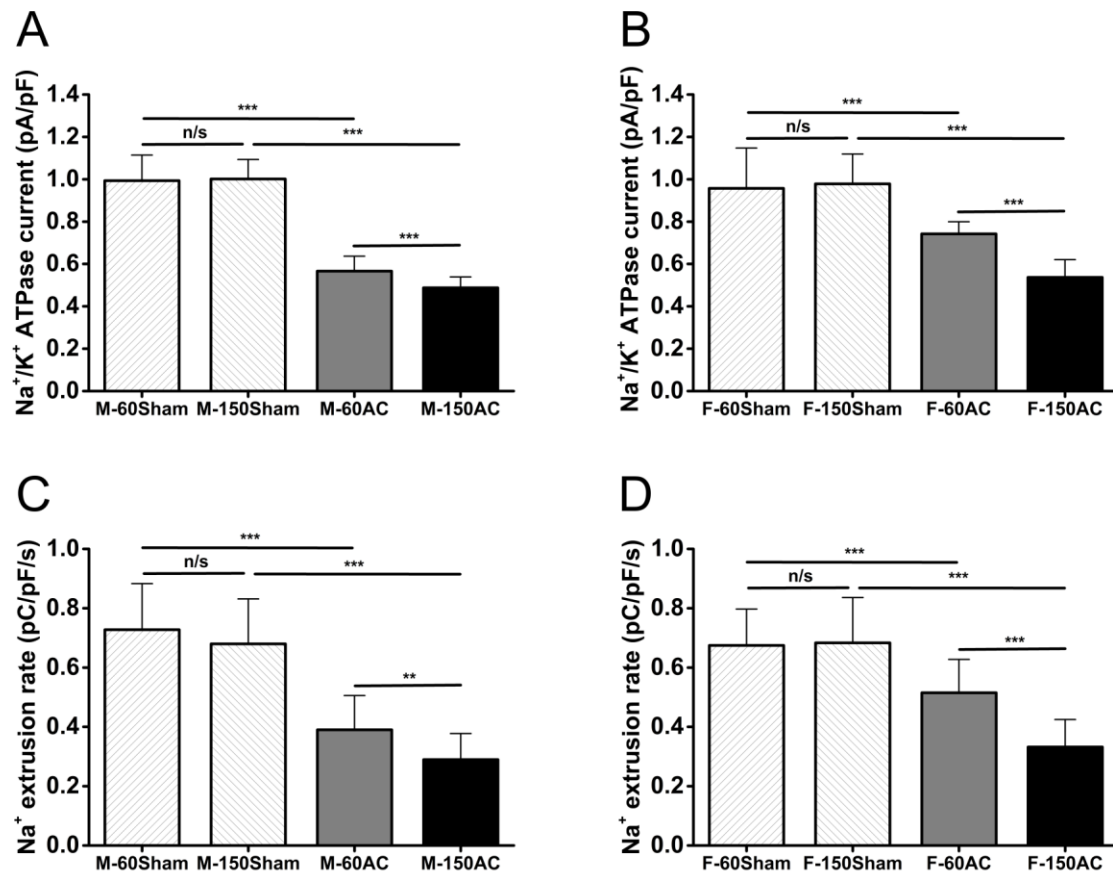 A
Na⁺/K⁺ ATPase current (pA/pF)
1.4
1.2
1.0
0.8
0.6
0.4
0.2
0.0
***
n/s
***
***
M-60Sham M-150Sham M-60AC M-150AC
B
Na⁺/K⁺ ATPase current (pA/pF)
1.4
1.2
1.0
0.8
0.6
0.4
0.2
0.0
***
n/s
***
***
F-60Sham F-150Sham F-60AC F-150AC
C
Na⁺ extrusion rate (pC/pF/s)
1.0
0.8
0.6
0.4
0.2
0.0
***
n/s
***
**
M-60Sham M-150Sham M-60AC M-150AC
D
Na⁺ extrusion rate (pC/pF/s)
1.0
0.8
0.6
0.4
0.2
0.0
***
n/s
***
***
F-60Sham F-150Sham F-60AC F-150AC